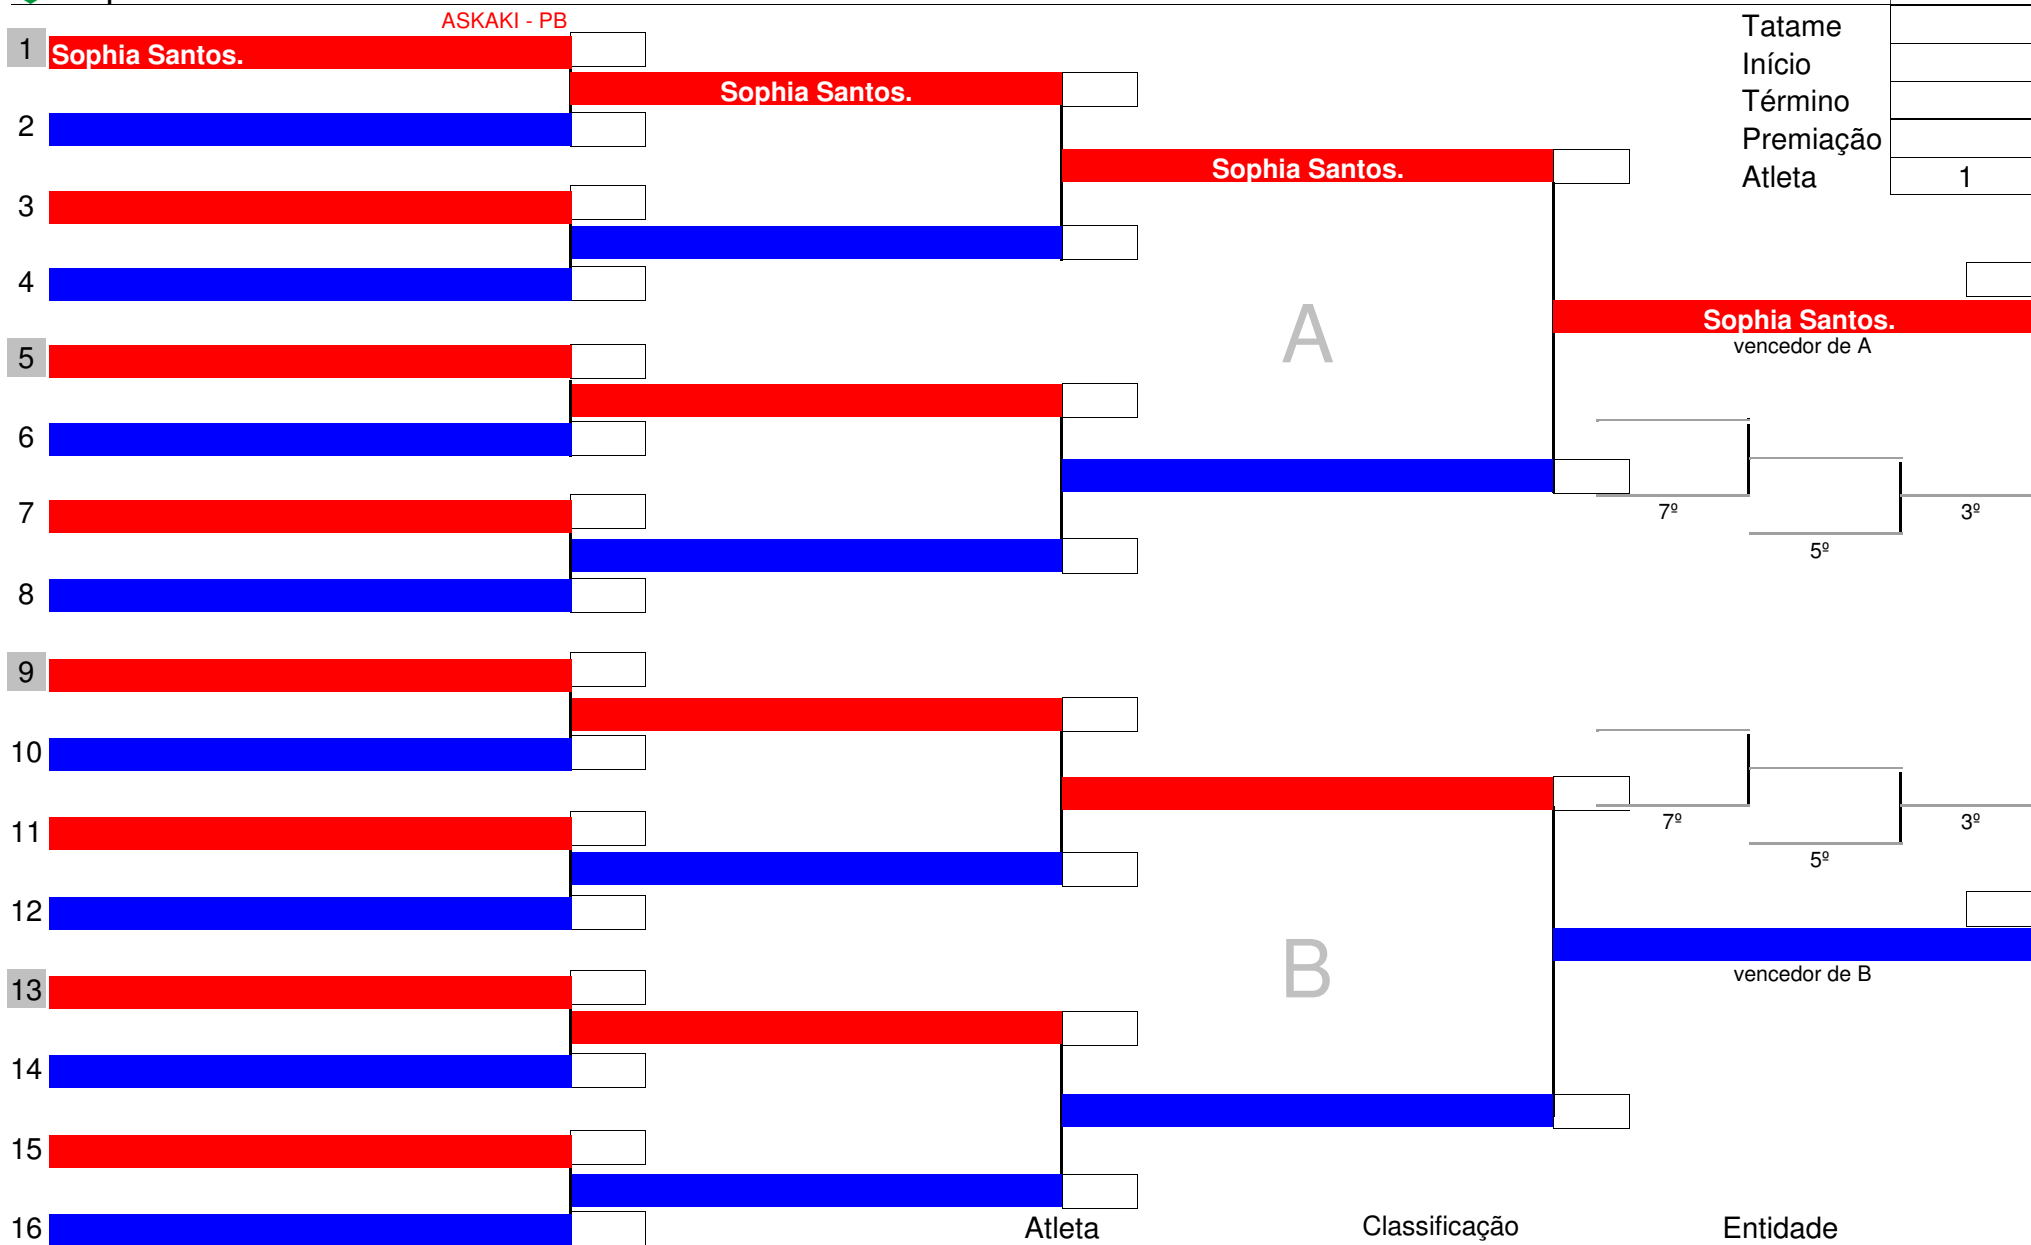 ASKAKI - PB
Tatame
1
Sophia Santos.
Início
Sophia Santos.
Término
2
Premiação
Sophia Santos.
Atleta
1
3
4
A
Sophia Santos.
vencedor de A
5
6
7
7º
3º
5º
8
9
10
11
7º
3º
5º
12
B
vencedor de B
13
14
15
16
Atleta
Classificação
Entidade